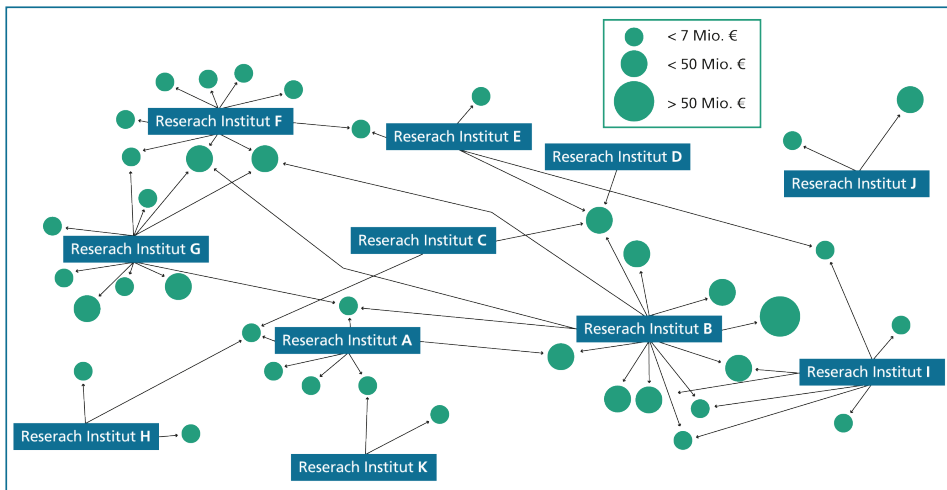 < 7 Mio. €
< 50 Mio. €
> 50 Mio. €
Reserach Institut F
Reserach Institut E
Reserach Institut D
Reserach Institut J
Reserach Institut C
Reserach Institut G
Reserach Institut B
Reserach Institut A
Reserach Institut I
Reserach Institut H
Reserach Institut K